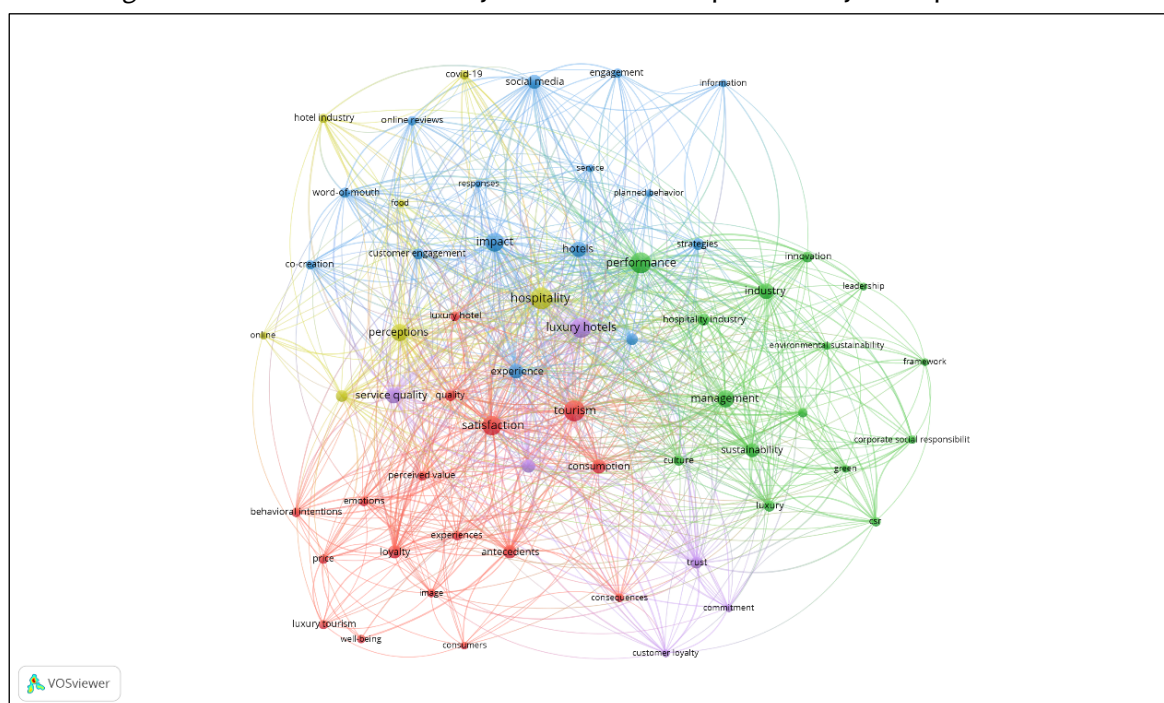 covid-19
social media
engagement
information
hotel industry
online reviews
service
responses
planned behavior
word-of-mouth
food
impact
hotels
strategies
customer engagement
performance
innovation
co-creation
industry
leadership
hospitality
luxury hotel
luxury hotels
hospitality industry
online
perceptions
environmental sustainability
framework
experience
service quality
quality
management
tourism
satisfaction
corporate social responsibilit
sustainability
culture
consumption
green
perceived value
emotions
behavioral intentions
luxury
csr
experiences
loyalty
antecedents
price
trust
image
consequences
commitment
luxury tourism
well-being
consumers
customer loyalty
VOSviewer